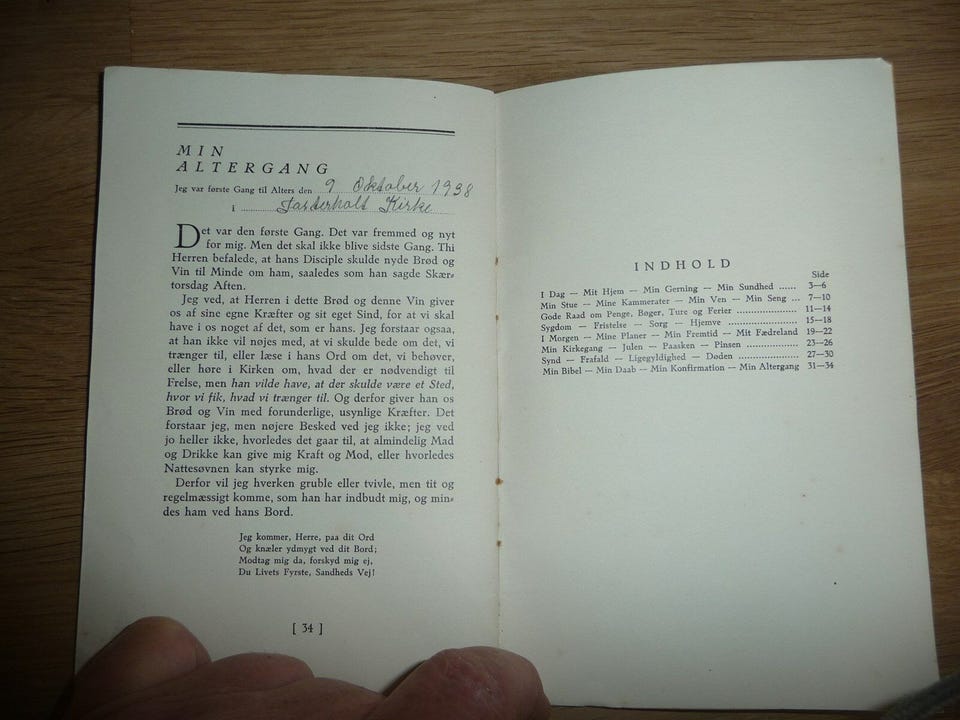 MIN
ALTERGANG
Jeg var første Gang til Alters den 9 Oktober 1938
i Fasterholt Kirke
Det var den første Gang. Det var fremmed og nyt
for mig. Men det skal ikke blive sidste Gang. Thi
Herren befalede, at hans Disciple skulde nyde Brød og
Vin til Minde om ham, saaledes som han sagde Skær-
torsdag Aften.
Jeg ved, at Herren i dette Brød og denne Vin giver
os af sine egne Kræfter og sit eget Sind, for at vi skal
have i os noget af det, som er hans. Jeg forstaar ogsaa,
at han ikke vil nøjes med, at vi skulde bede om det, vi
trænger til, eller læse i hans Ord om det, vi behøver,
eller høre i Kirken om, hvad der er nødvendigt til
Frelse, men han vilde have, at der skulde være et Sted,
hvor vi fik, hvad vi trænger til. Og derfor giver han os
Brød og Vin med forunderlige, usynlige Kræfter. Det
forstaar jeg, men nøjere Besked ved jeg ikke; jeg ved
jo heller ikke, hvorledes det gaar til, at almindelig Mad
og Drikke kan give mig Kraft og Mod, eller hvorledes
Nattesøvnen kan styrke mig.
Derfor vil jeg hverken gruble eller tvivle, men tit og
regelmæssigt komme, som han har indbudt mig, og min-
des ham ved hans Bord.
Jeg kommer, Herre, paa dit Ord
Og knæler ydmygt ved dit Bord;
Modtag mig da, forskyd mig ej,
Du Livets Fyrste, Sandheds Vej!
[ 34 ]
INDHOLD
Side
I Dag — Mit Hjem — Min Gerning — Min Sundhed ..... 3—6
Min Stue — Mine Kammerater — Min Ven — Min Seng ... 7—10
Gode Raad om Penge, Bøger, Ture og Ferier ..................... 11—14
Sygdom — Fristelse — Sorg — Hjemve ........................ 15—18
I Morgen — Mine Planer — Min Fremtid — Mit Fædreland 19—22
Min Kirkegang — Julen — Paasken — Pinsen ................. 23—26
Synd — Frafald — Ligegyldighed — Døden .................... 27—30
Min Bibel — Min Daab — Min Konfirmation — Min Altergang 31—34